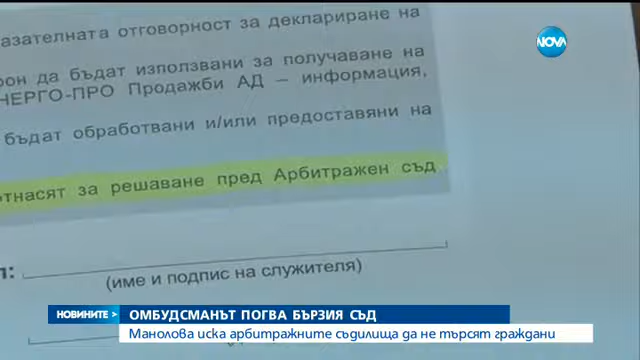 азателната отговорност за деклариране на
NOVA
рон да бъдат използвани за получаване на
НЕРГО-ПРО Продажби АД – информация,
бъдат обработвани и/или предоставяни на
отнасят за решаване пред Арбитражен съд
(име и подпис на служителя)
НОВИНИТЕ
ОМБУДСМАНЪТ ПОГВА БЪРЗИЯ СЪД
Манолова иска арбитражните съдилища да не търсят граждани